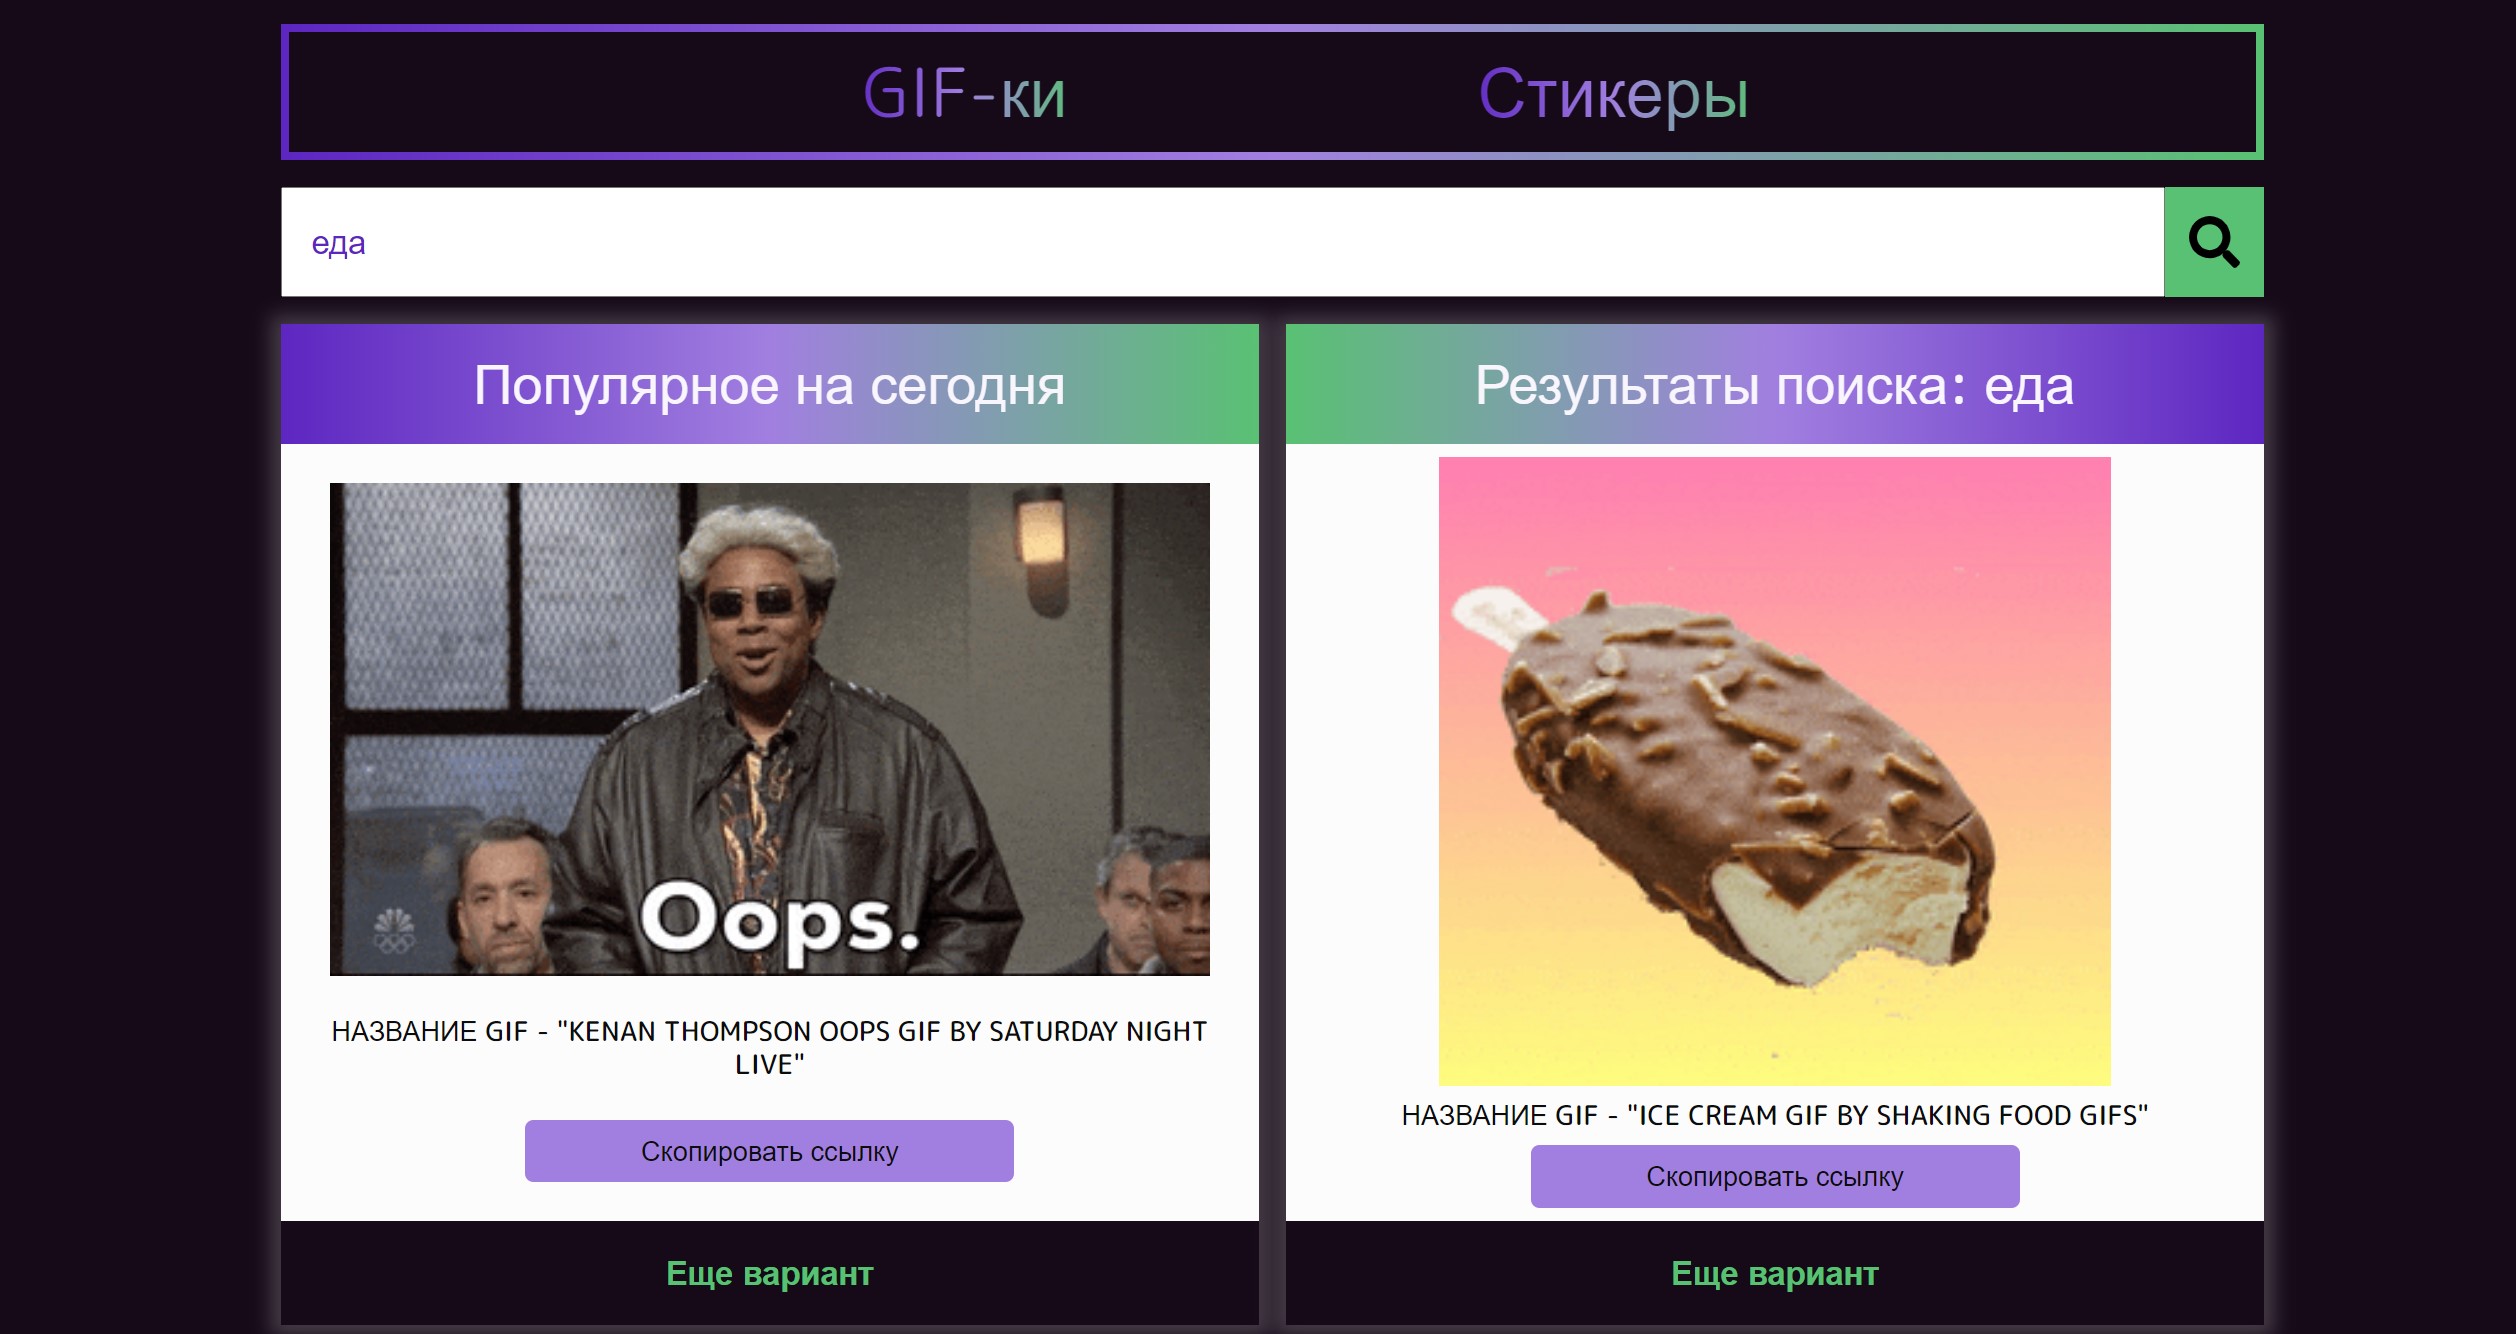 GIF-ки
Стикеры
еда
Популярное на сегодня
Oops.
НАЗВАНИЕ GIF - "KENAN THOMPSON OOPS GIF BY SATURDAY NIGHT
LIVE"
Скопировать ссылку
Еще вариант
Результаты поиска: еда
НАЗВАНИЕ GIF - "ICE CREAM GIF BY SHAKING FOOD GIFS"
Скопировать ссылку
Еще вариант